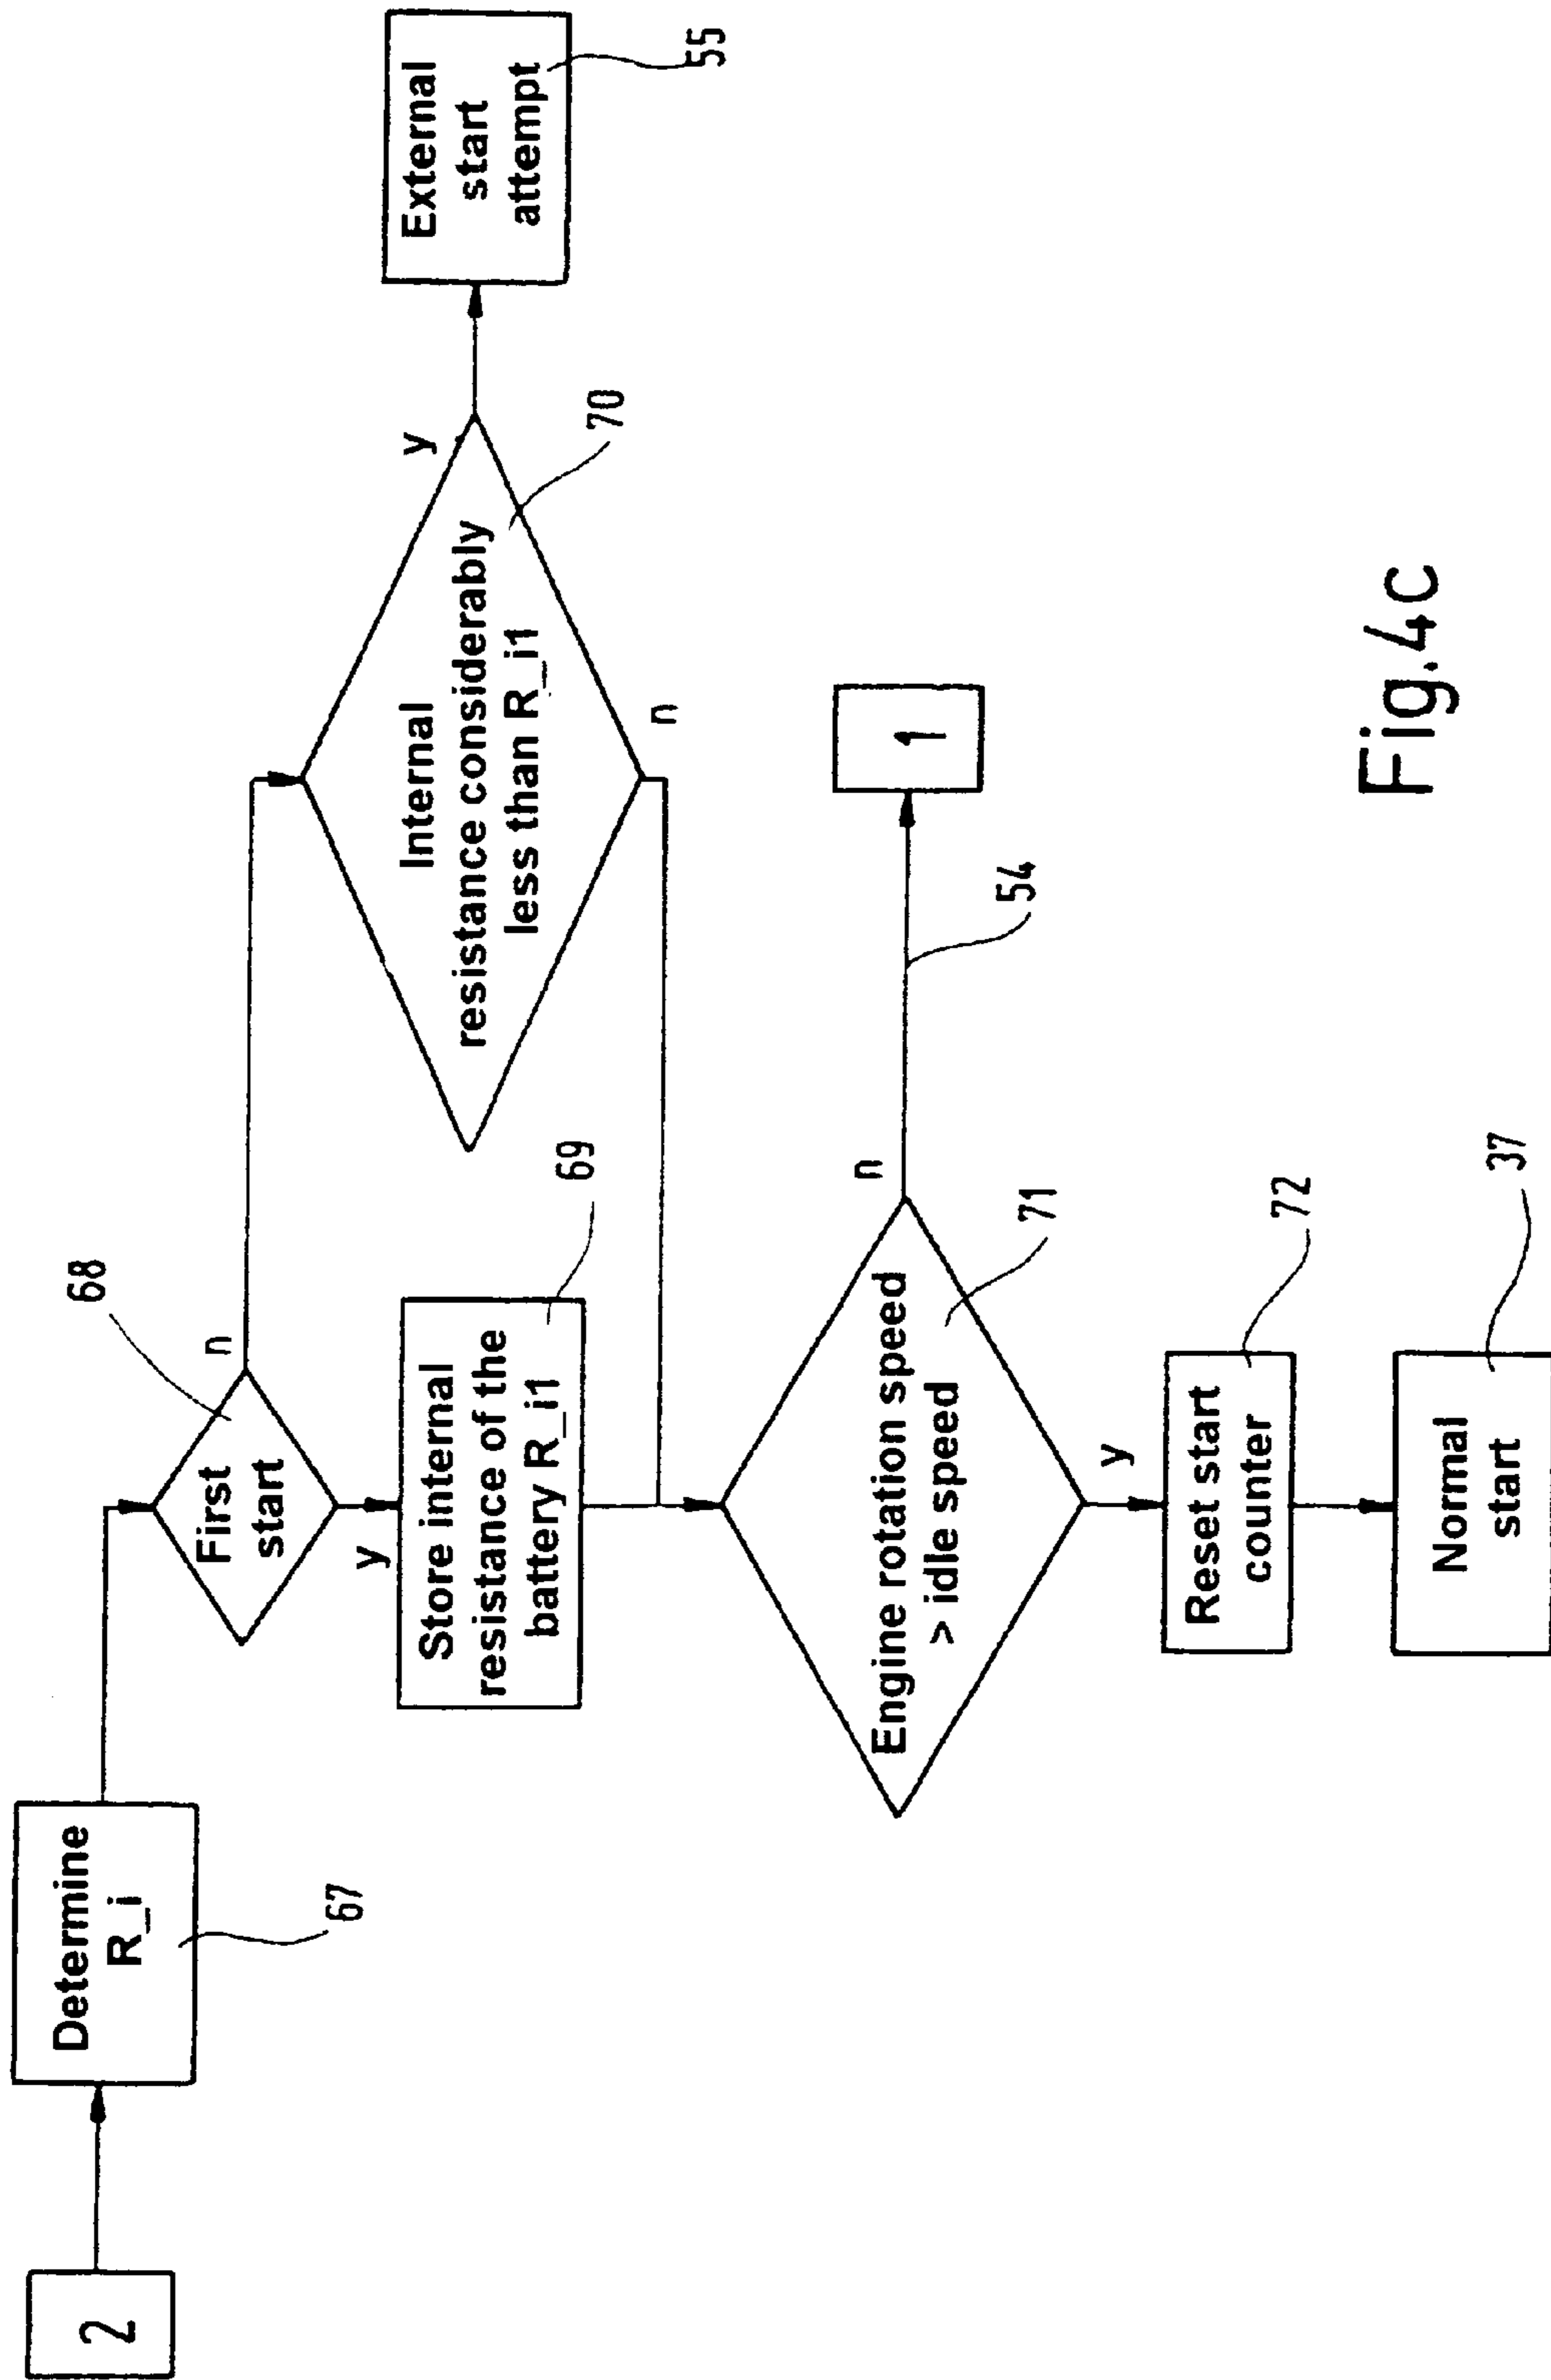 2
Determine
R_i
67
First
start
68
n
y
Store internal
resistance of the
battery R_i1
69
Internal
resistance considerably
less than R_i1
70
y
n
External
start
attempt
55
Engine rotation speed
> idle speed
71
n
54
1
y
Reset start
counter
72
Normal
start
37
Fig.4c